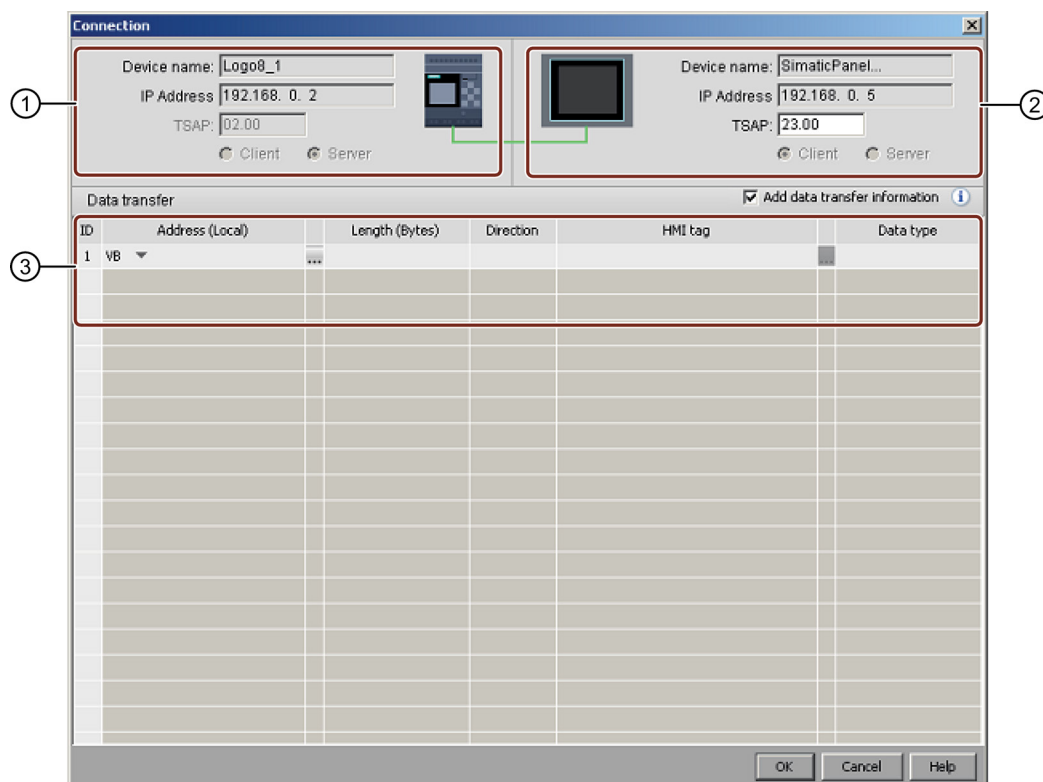 Connection
1
Device name: Logo8_1
IP Address 192.168. 0. 2
TSAP: 02.00
Client Server
Device name: SimaticPanel...
IP Address 192.168. 0. 5
TSAP: 23.00
Client Server
2
Data transfer Add data transfer information i
3
ID Address (Local) Length (Bytes) Direction HMI tag Data type
1 VB ... ...
OK Cancel Help